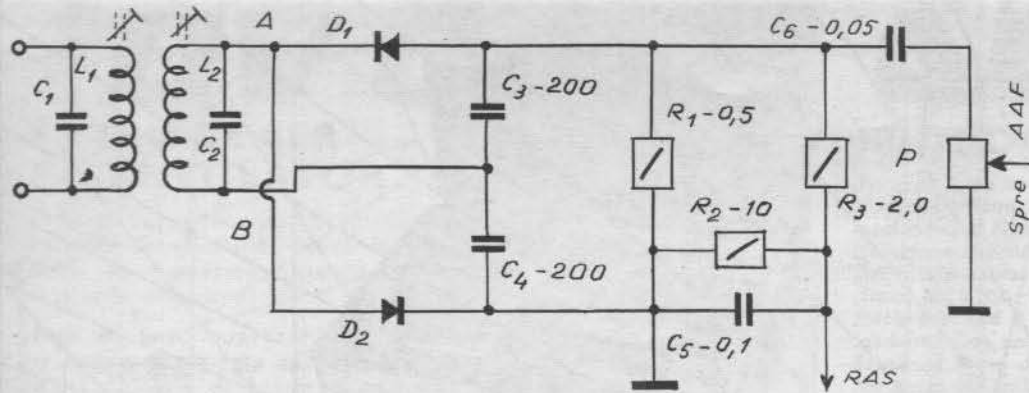 A
D₁
C₆-0,05
C₁
L₁
L₂
C₂
C₃-200
R₁-0,5
P
Spre AAF
B
R₂-10
R₃-2,0
C₄-200
D₂
C₅-0,1
RAS